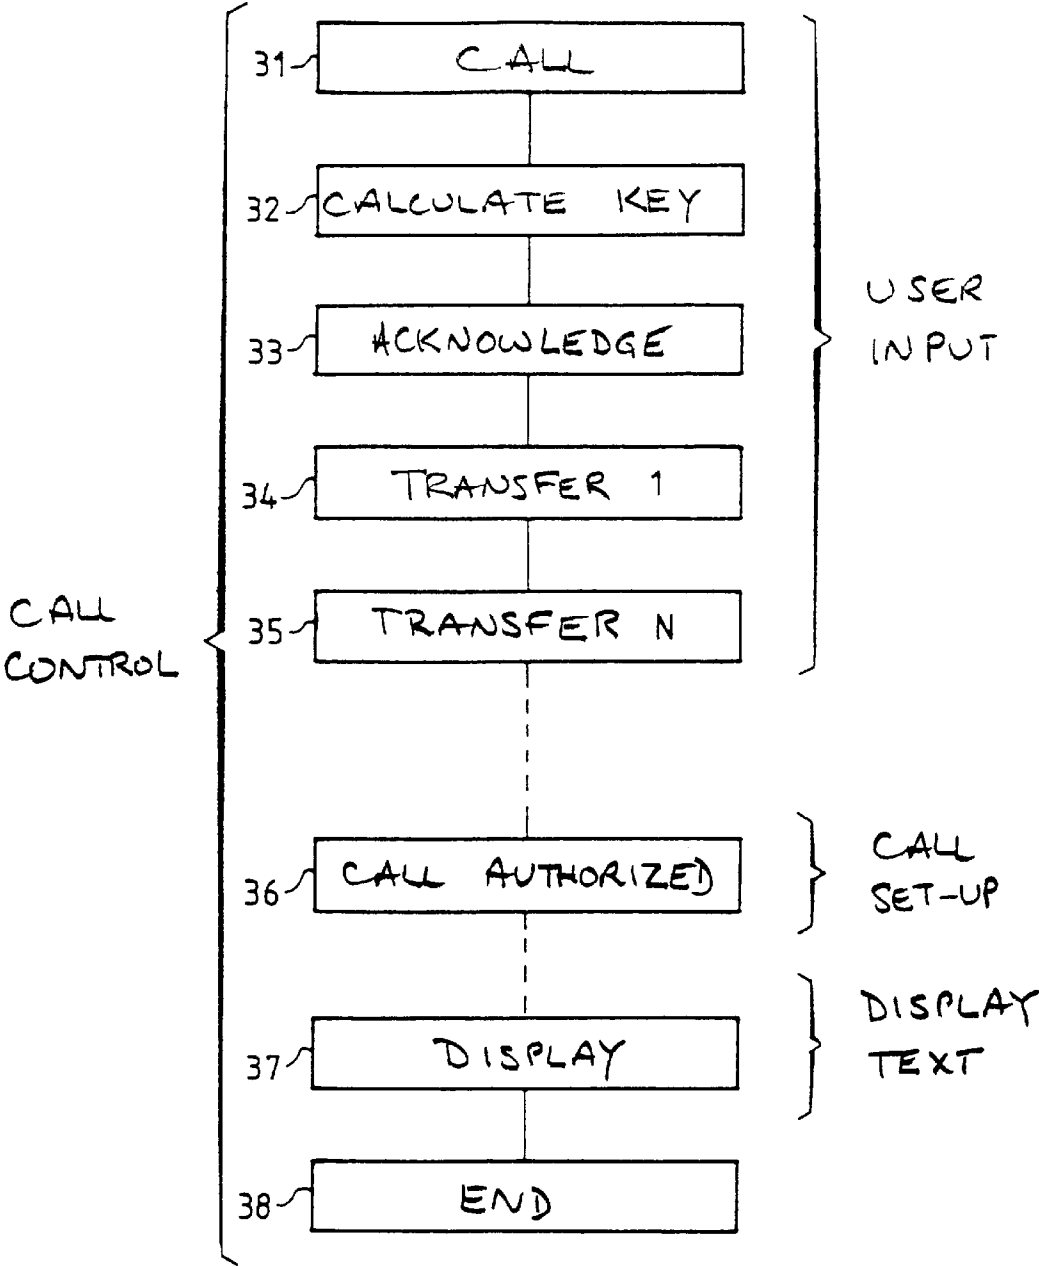 31 CALL
32 CALCULATE KEY
33 ACKNOWLEDGE
USER
INPUT
34 TRANSFER 1
35 TRANSFER N
CALL
CONTROL
36 CALL AUTHORIZED
CALL
SET-UP
37 DISPLAY
DISPLAY
TEXT
38 END